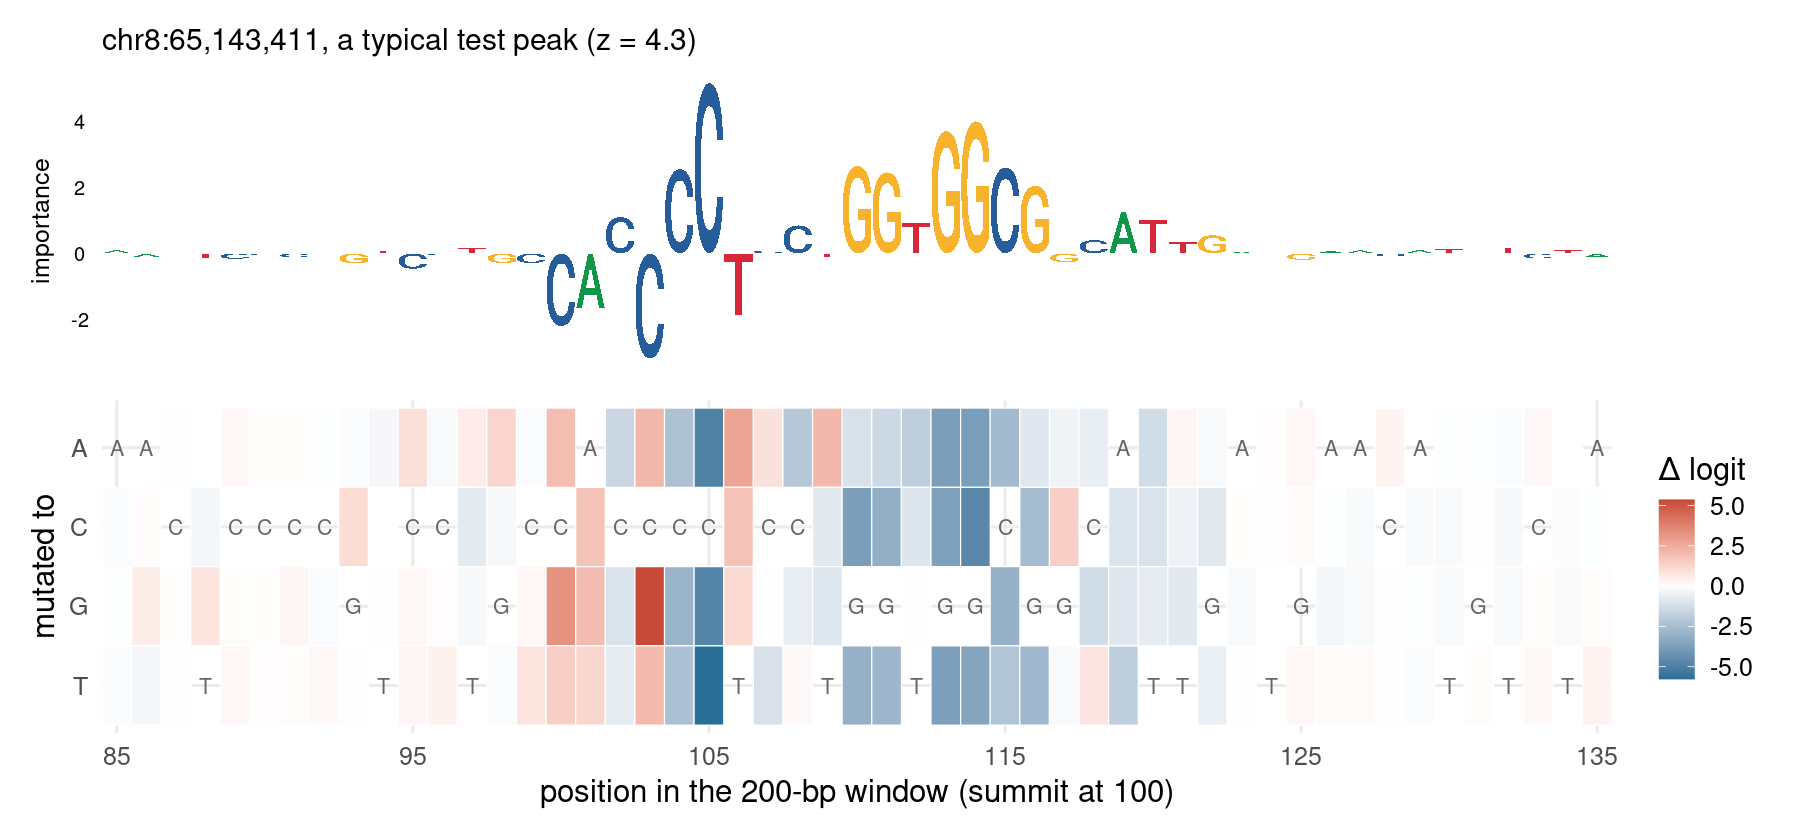 chr8:65,143,411, a typical test peak (z = 4.3)
importance
4
2
0
-2
G C T G C C A C C C C T C G G T G G C G G C A T T G G
mutated to
A A A A A A A A A A
C C C C C C C C C C C C C C C C C C C C
G G G G G G G G G G G G
T T T T T T T T T T T T T
85 95 105 115 125 135
position in the 200-bp window (summit at 100)
Δ logit
5.0
2.5
0.0
-2.5
-5.0